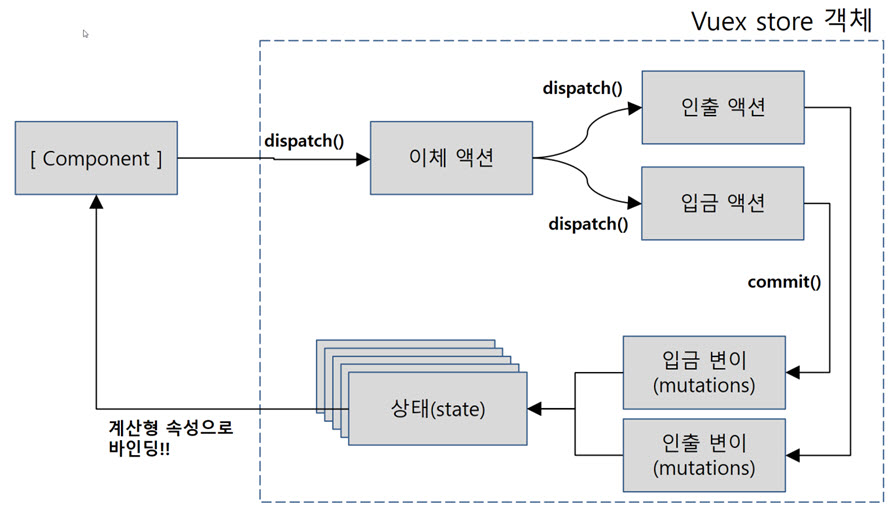 Vuex store 객체
[ Component ]
dispatch()
이체 액션
dispatch()
인출 액션
dispatch()
입금 액션
commit()
입금 변이
(mutations)
인출 변이
(mutations)
상태(state)
계산형 속성으로
바인딩!!